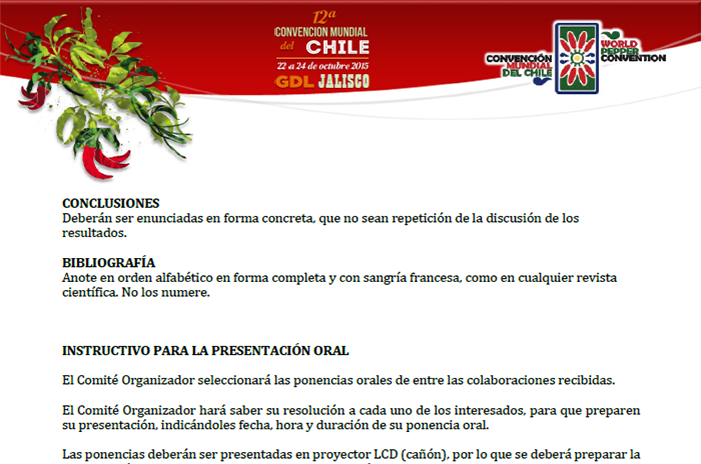 12ª
CONVENCION MUNDIAL
del CHILE
22 a 24 de octubre 2015
GDL JALISCO
CONVENCIÓN
MUNDIAL
DEL CHILE
WORLD
PEPPER
CONVENTION
CONCLUSIONES
Deberán ser enunciadas en forma concreta, que no sean repetición de la discusión de los
resultados.
BIBLIOGRAFÍA
Anote en orden alfabético en forma completa y con sangría francesa, como en cualquier revista
científica. No los numere.
INSTRUCTIVO PARA LA PRESENTACIÓN ORAL
El Comité Organizador seleccionará las ponencias orales de entre las colaboraciones recibidas.
El Comité Organizador hará saber su resolución a cada uno de los interesados, para que preparen
su presentación, indicándoles fecha, hora y duración de su ponencia oral.
Las ponencias deberán ser presentadas en proyector LCD (cañón), por lo que se deberá preparar la